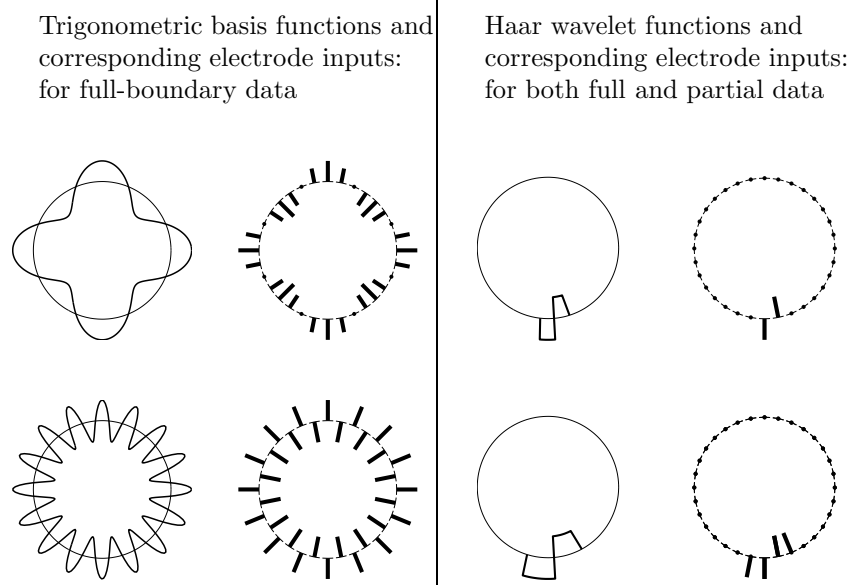 Trigonometric basis functions and
corresponding electrode inputs:
for full-boundary data
Haar wavelet functions and
corresponding electrode inputs:
for both full and partial data